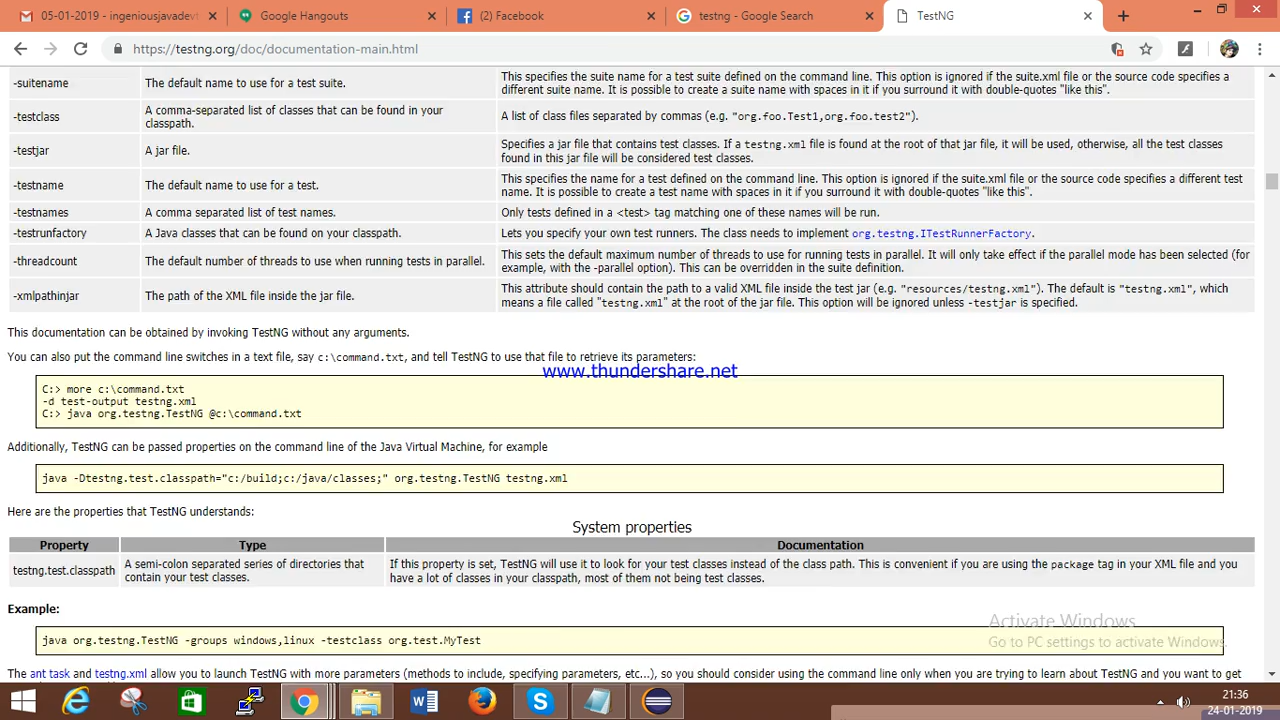 05-01-2019 - ingeniousjavadevt
Google Hangouts
(2) Facebook
testng - Google Search
TestNG
https://testng.org/doc/documentation-main.html
-suitename
The default name to use for a test suite.
This specifies the suite name for a test suite defined on the command line. This option is ignored if the suite.xml file or the source code specifies a
different suite name. It is possible to create a suite name with spaces in it if you surround it with double-quotes "like this".
-testclass
A comma-separated list of classes that can be found in your
classpath.
A list of class files separated by commas (e.g. "org.foo.Test1,org.foo.test2").
-testjar
A jar file.
Specifies a jar file that contains test classes. If a testng.xml file is found at the root of that jar file, it will be used, otherwise, all the test classes
found in this jar file will be considered test classes.
-testname
The default name to use for a test.
This specifies the name for a test defined on the command line. This option is ignored if the suite.xml file or the source code specifies a different test
name. It is possible to create a test name with spaces in it if you surround it with double-quotes "like this".
-testnames
A comma separated list of test names.
Only tests defined in a <test> tag matching one of these names will be run.
-testrunfactory
A Java classes that can be found on your classpath.
Lets you specify your own test runners. The class needs to implement org.testng.ITestRunnerFactory.
-threadcount
The default number of threads to use when running tests in parallel.
This sets the default maximum number of threads to use for running tests in parallel. It will only take effect if the parallel mode has been selected (for
example, with the -parallel option). This can be overridden in the suite definition.
-xmlpathinjar
The path of the XML file inside the jar file.
This attribute should contain the path to a valid XML file inside the test jar (e.g. "resources/testng.xml"). The default is "testng.xml", which
means a file called "testng.xml" at the root of the jar file. This option will be ignored unless -testjar is specified.
This documentation can be obtained by invoking TestNG without any arguments.
You can also put the command line switches in a text file, say c:\command.txt, and tell TestNG to use that file to retrieve its parameters:
www.thundershare.net
C:> more c:\command.txt
-d test-output testng.xml
C:> java org.testng.TestNG @c:\command.txt
Additionally, TestNG can be passed properties on the command line of the Java Virtual Machine, for example
java -Dtestng.test.classpath="c:/build;c:/java/classes;" org.testng.TestNG testng.xml
Here are the properties that TestNG understands:
System properties
Property
Type
Documentation
testng.test.classpath
A semi-colon separated series of directories that
contain your test classes.
If this property is set, TestNG will use it to look for your test classes instead of the class path. This is convenient if you are using the package tag in your XML file and you
have a lot of classes in your classpath, most of them not being test classes.
Example:
java org.testng.TestNG -groups windows,linux -testclass org.test.MyTest
Activate Windows
Go to PC settings to activate Windows.
The ant task and testng.xml allow you to launch TestNG with more parameters (methods to include, specifying parameters, etc...), so you should consider using the command line only when you are trying to learn about TestNG and you want to get
21:36
24-01-2019